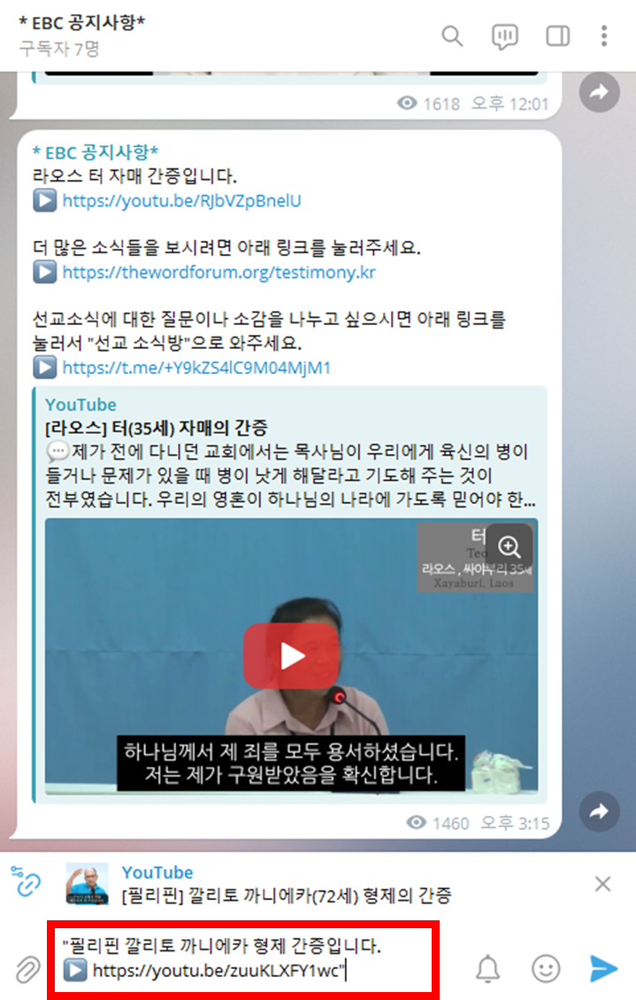 * EBC 공지사항*
구독자 7명
1618 오후 12:01
* EBC 공지사항*
라오스 터 자매 간증입니다.
▶️ https://youtu.be/RJbVZpBnelU
더 많은 소식들을 보시려면 아래 링크를 눌러주세요.
▶️ https://thewordforum.org/testimony.kr
선교소식에 대한 질문이나 소감을 나누고 싶으시면 아래 링크를
눌러서 "선교 소식방"으로 와주세요.
▶️ https://t.me/+Y9kZS4lC9M04MjM1
YouTube
[라오스] 터(35세) 자매의 간증
💬제가 전에 다니던 교회에서는 목사님이 우리에게 육신의 병이
들거나 문제가 있을 때 병이 낫게 해달라고 기도해 주는 것이
전부였습니다. 우리의 영혼이 하나님의 나라에 가도록 믿어야 한...
터
Teo
라오스 , 싸야부리 35세
Xayaburi, Laos
하나님께서 제 죄를 모두 용서하셨습니다.
저는 제가 구원받았음을 확신합니다.
1460 오후 3:15
YouTube
[필리핀] 깔리토 까니에카(72세) 형제의 간증
"필리핀 깔리토 까니에카 형제 간증입니다.
▶️ https://youtu.be/zuuKLXFY1wc"